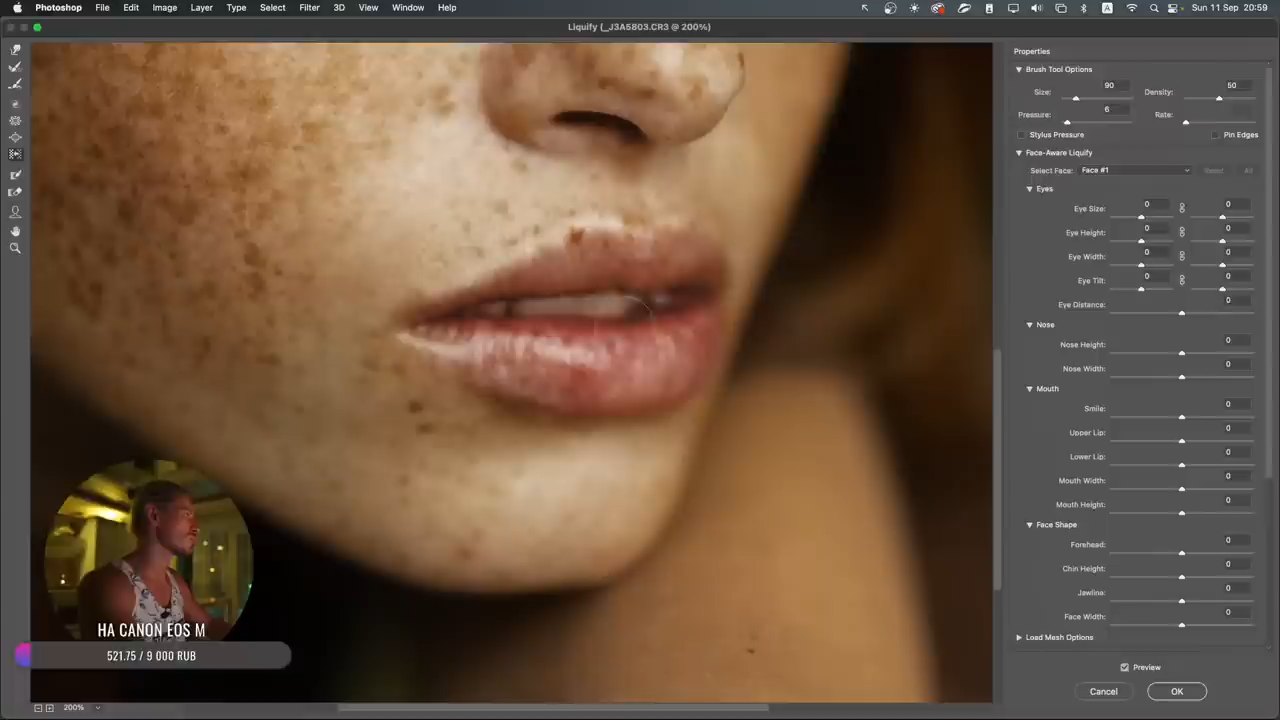 Photoshop File Edit Image Layer Type Select Filter 3D View Window Help
A
Sun 11 Sep 20:59
Liquify (_J3A5803.CR3 @ 200%)
Properties
Brush Tool Options
Size: 90 Density: 50
Pressure: 6 Rate:
Stylus Pressure Pin Edges
Face-Aware Liquify
Select Face: Face #1 Reset All
Eyes
Eye Size: 0 0
Eye Height: 0 0
Eye Width: 0 0
Eye Tilt: 0 0
Eye Distance: 0
Nose
Nose Height: 0
Nose Width: 0
Mouth
Smile: 0
Upper Lip: 0
Lower Lip: 0
Mouth Width: 0
Mouth Height: 0
Face Shape
Forehead: 0
Chin Height: 0
Jawline: 0
Face Width: 0
Load Mesh Options
Preview
Cancel OK
НА CANON EOS M
521.75 / 9 000 RUB
200%